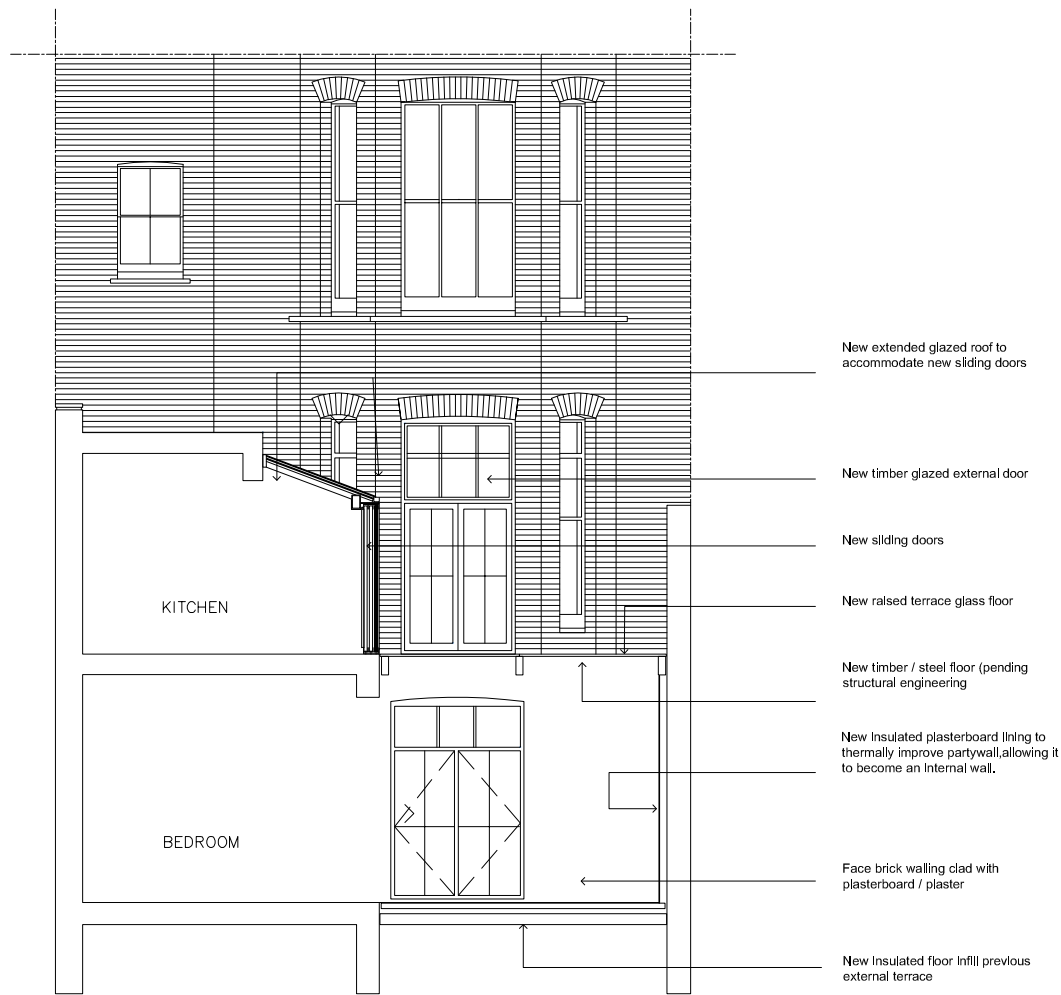 New extended glazed roof to
accommodate new sliding doors
New timber glazed external door
New sliding doors
New raised terrace glass floor
KITCHEN
New timber / steel floor (pending
structural engineering
New insulated plasterboard lining to
thermally improve partywall,allowing it
to become an internal wall.
BEDROOM
Face brick walling clad with
plasterboard / plaster
New insulated floor infill previous
external terrace